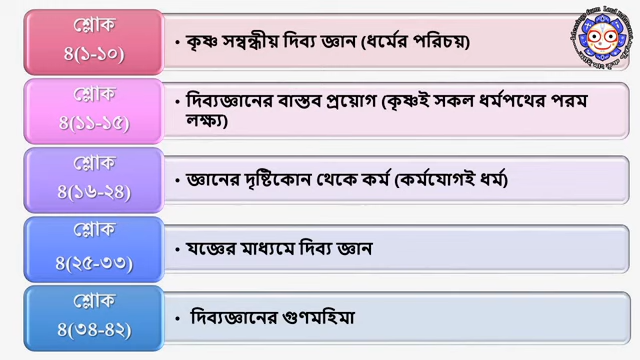 শ্লোক
৪(১-১০)
• কৃষ্ণ সম্বন্ধীয় দিব্য জ্ঞান (ধর্মের পরিচয়)
শ্লোক
৪(১১-১৫)
• দিব্যজ্ঞানের বাস্তব প্রয়োগ (কৃষ্ণই সকল ধর্মপথের পরম
লক্ষ্য)
শ্লোক
৪(১৬-২৪)
• জ্ঞানের দৃষ্টিকোন থেকে কর্ম (কর্মযোগই ধর্ম)
শ্লোক
৪(২৫-৩৩)
• যজ্ঞের মাধ্যমে দিব্য জ্ঞান
শ্লোক
৪(৩৪-৪২)
• দিব্যজ্ঞানের গুণমহিমা